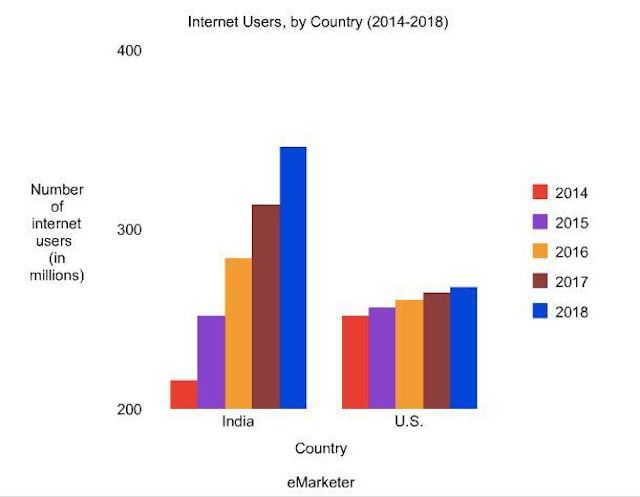 Internet Users, by Country (2014-2018)
400
300
200
Number
of
internet
users
(in
millions)
2014
2015
2016
2017
2018
India
U.S.
Country
eMarketer